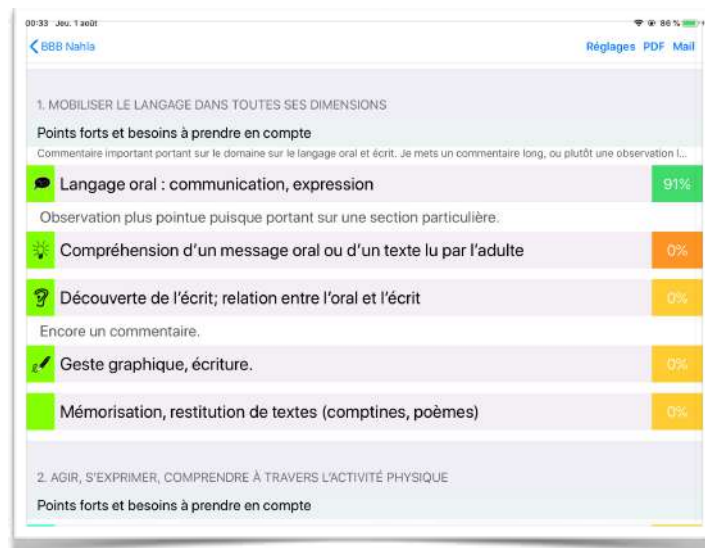 00:33 Jeu. 1 août 86 %
BBB Nahla Réglages PDF Mail
1. MOBILISER LE LANGAGE DANS TOUTES SES DIMENSIONS
Points forts et besoins à prendre en compte
Commentaire important portant sur le domaine sur le langage oral et écrit. Je mets un commentaire long, ou plutôt une observation l...
Langage oral : communication, expression 91%
Observation plus pointue puisque portant sur une section particulière.
Compréhension d'un message oral ou d'un texte lu par l'adulte 0%
Découverte de l'écrit; relation entre l'oral et l'écrit 0%
Encore un commentaire.
Geste graphique, écriture. 0%
Mémorisation, restitution de textes (comptines, poèmes) 0%
2. AGIR, S'EXPRIMER, COMPRENDRE À TRAVERS L'ACTIVITÉ PHYSIQUE
Points forts et besoins à prendre en compte